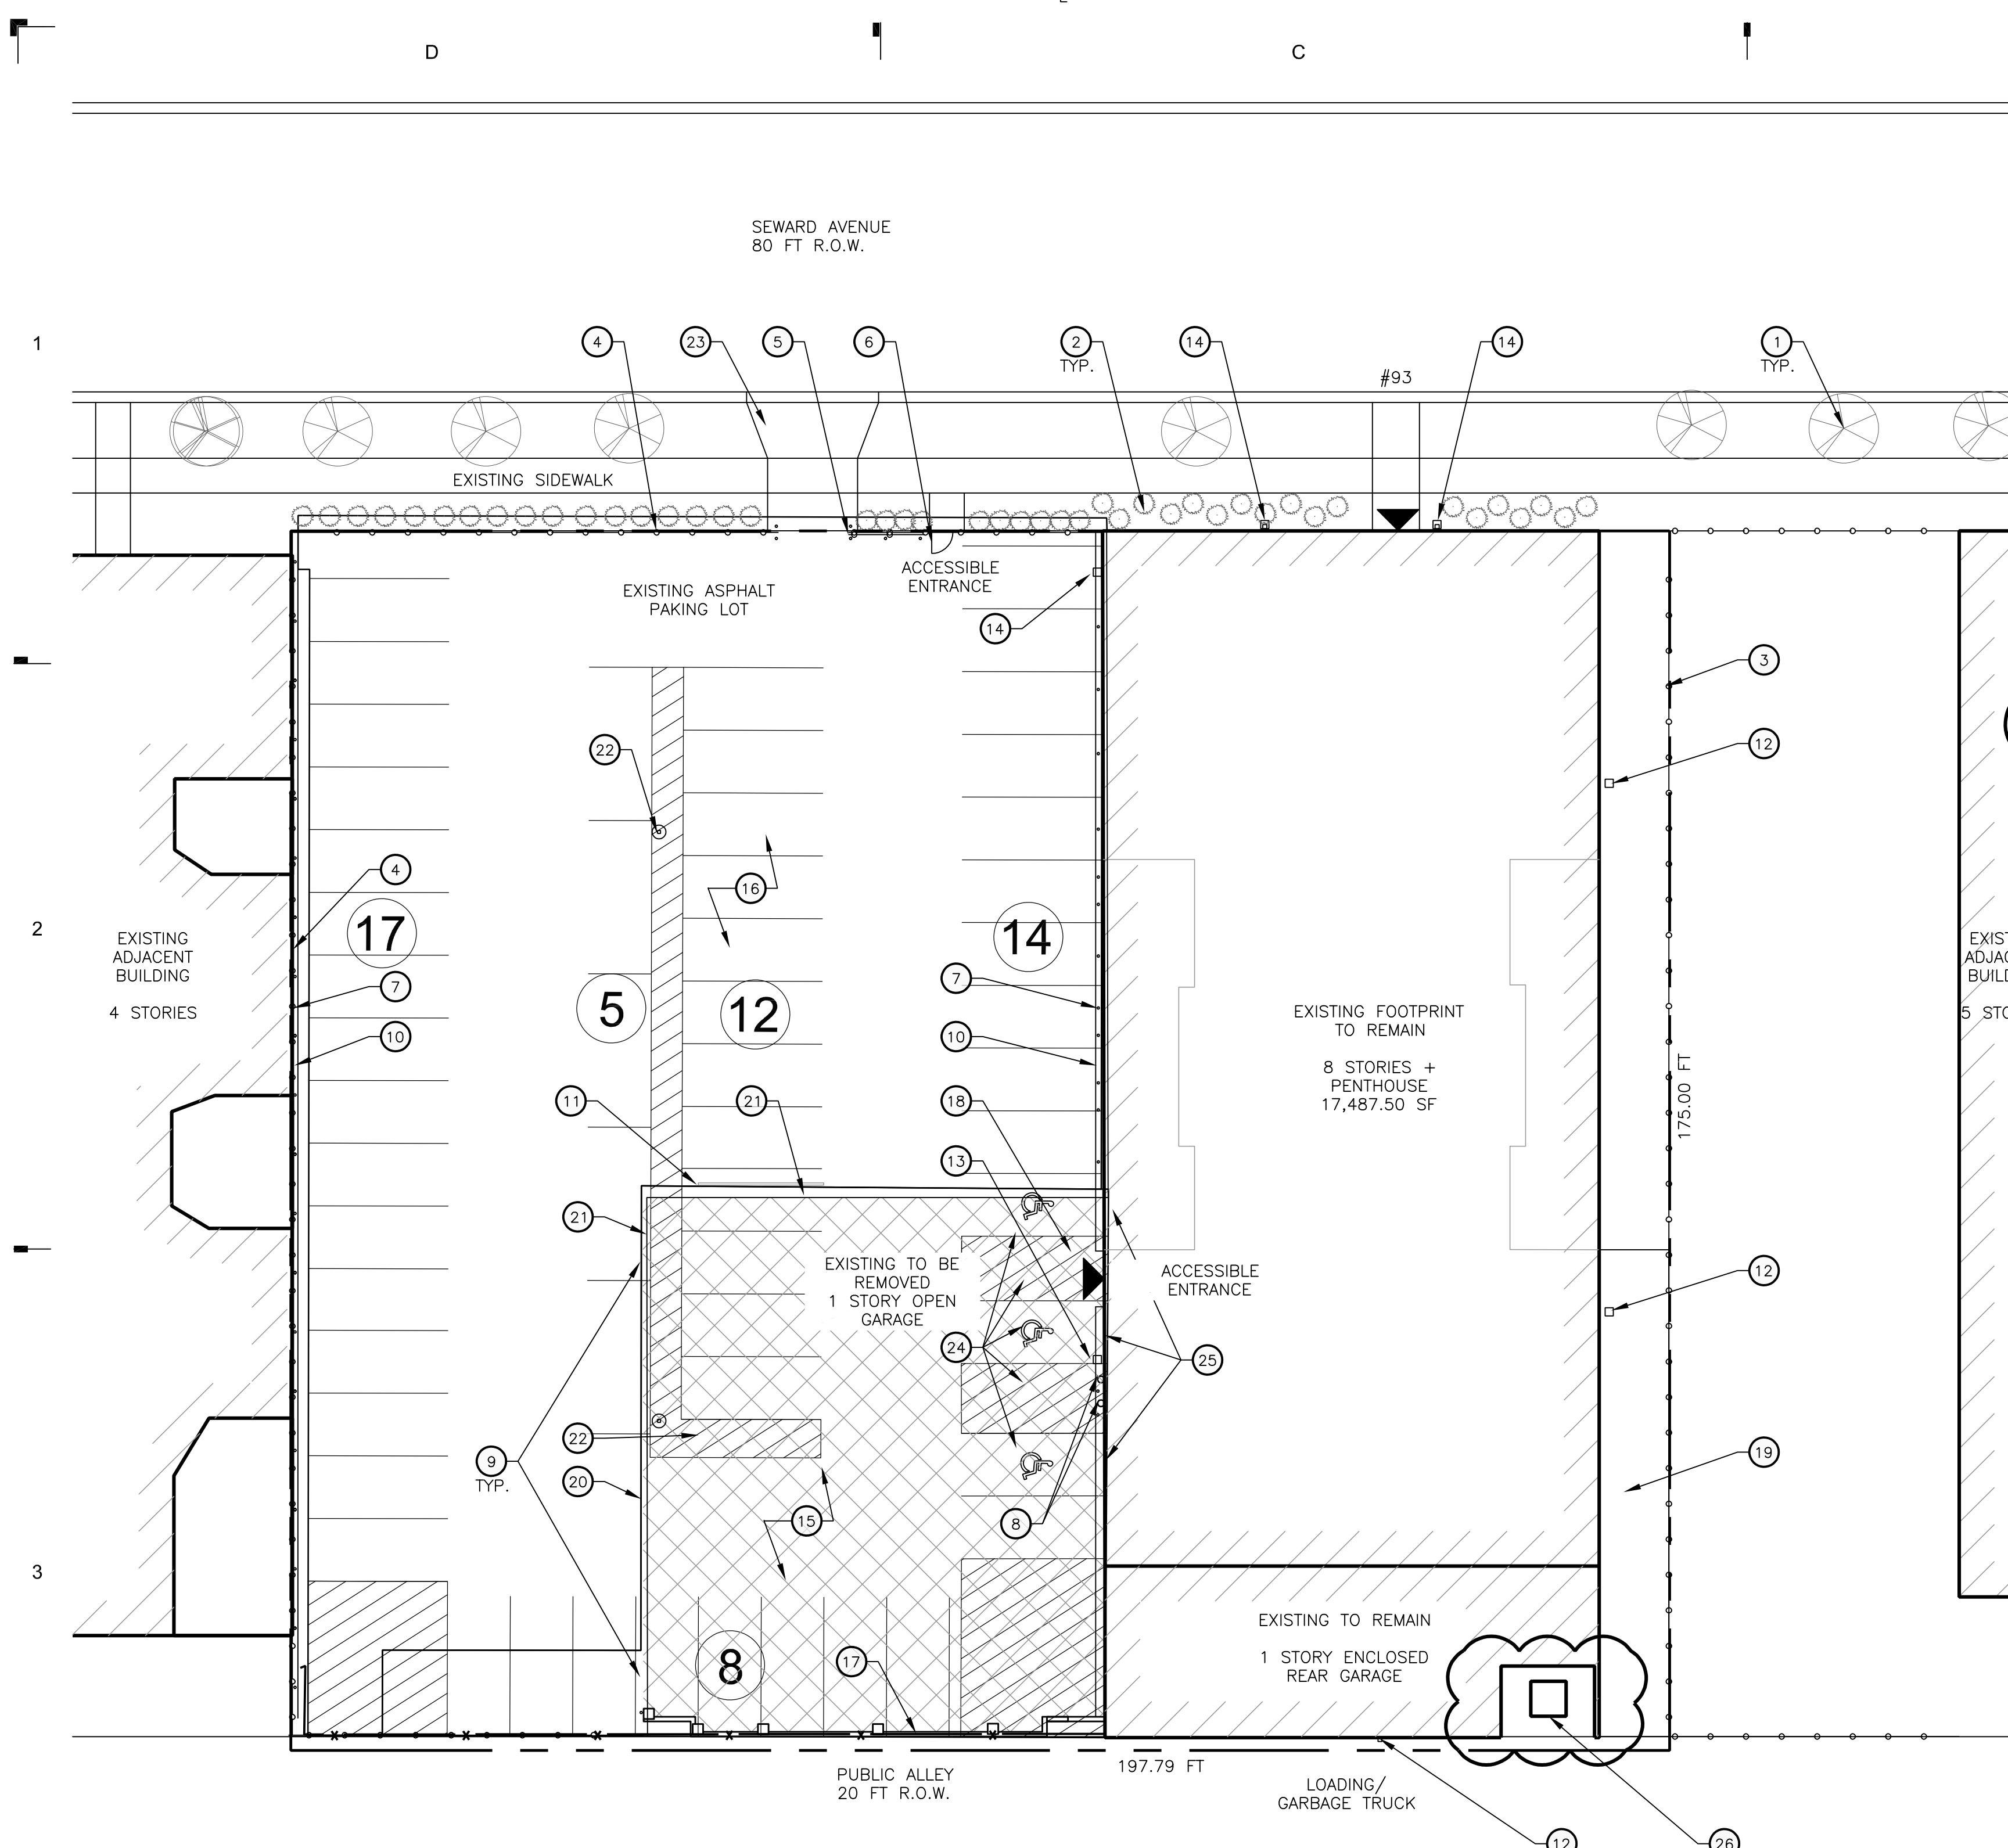 D
C
SEWARD AVENUE
80 FT R.O.W.
1
4
23
5
6
2
TYP.
14
14
1
TYP.
#93
EXISTING SIDEWALK
ACCESSIBLE
ENTRANCE
EXISTING ASPHALT
PAKING LOT
14
3
12
22
4
16
17
14
2
EXISTING
ADJACENT
BUILDING
4 STORIES
7
10
5
12
7
10
EXISTING FOOTPRINT
TO REMAIN
8 STORIES +
PENTHOUSE
17,487.50 SF
175.00 FT
11
21
18
13
21
EXISTING TO BE
REMOVED
1 STORY OPEN
GARAGE
ACCESSIBLE
ENTRANCE
12
24
25
22
9
TYP.
20
15
8
19
3
8
17
EXISTING TO REMAIN
1 STORY ENCLOSED
REAR GARAGE
PUBLIC ALLEY
20 FT R.O.W.
197.79 FT
LOADING/
GARBAGE TRUCK
12
26